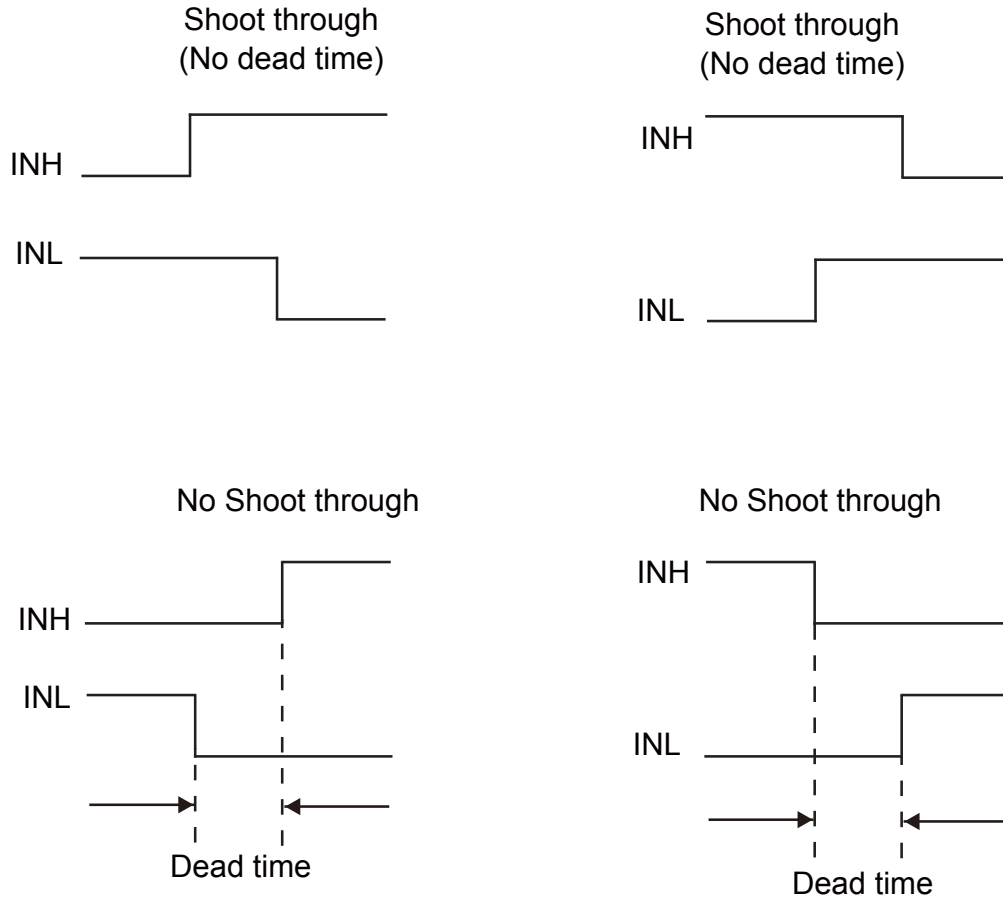 Shoot through
(No dead time)
INH
INL
Shoot through
(No dead time)
INH
INL
No Shoot through
INH
INL
Dead time
No Shoot through
INH
INL
Dead time